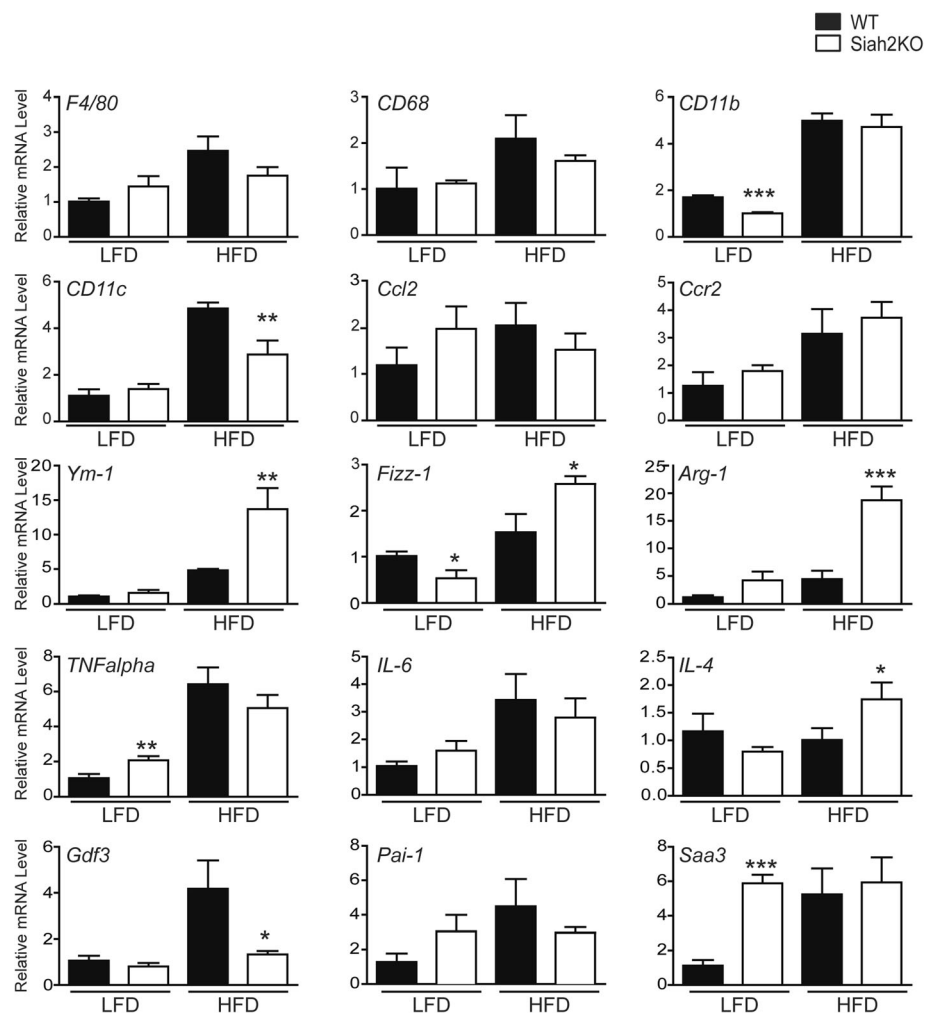 WT
Siah2KO
F4/80
CD68
CD11b
Relative mRNA Level
4
3
2
1
0
3
2
1
0
6
4
2
0
***
LFD
HFD
LFD
HFD
LFD
HFD
CD11c
Ccl2
Ccr2
Relative mRNA Level
6
4
2
0
3
2
1
0
5
4
3
2
1
0
**
LFD
HFD
LFD
HFD
LFD
HFD
Ym-1
Fizz-1
Arg-1
Relative mRNA Level
20
15
10
5
0
3
2
1
0
25
20
15
10
5
0
**
*
*
***
LFD
HFD
LFD
HFD
LFD
HFD
TNFalpha
IL-6
IL-4
Relative mRNA Level
8
6
4
2
0
5
4
3
2
1
0
2.5
2.0
1.5
1.0
0.5
0.0
**
*
LFD
HFD
LFD
HFD
LFD
HFD
Gdf3
Pai-1
Saa3
Relative mRNA Level
6
4
2
0
8
6
4
2
0
8
6
4
2
0
*
***
LFD
HFD
LFD
HFD
LFD
HFD